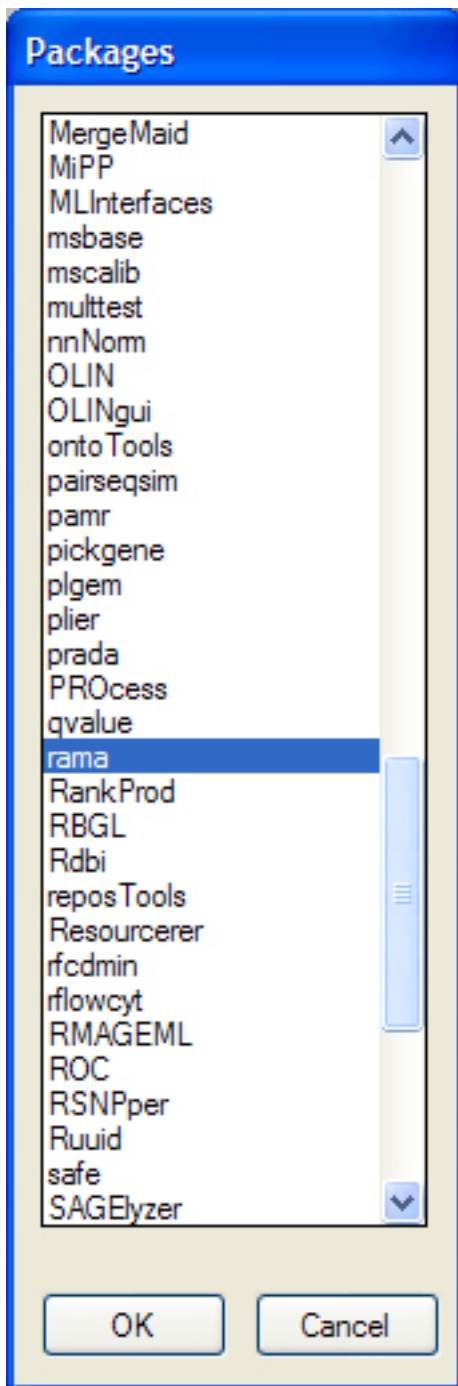 Packages
MergeMaid
MiPP
MLInterfaces
msbase
mscalib
multtest
nnNorm
OLIN
OLINgui
ontoTools
pairseqsim
pamr
pickgene
plgem
plier
prada
PROcess
qvalue
rama
RankProd
RBGL
Rdbi
reposTools
Resourcerer
rfcdmin
rflowcyt
RMAGEML
ROC
RSNPper
Ruuid
safe
SAGElyzer
OK Cancel